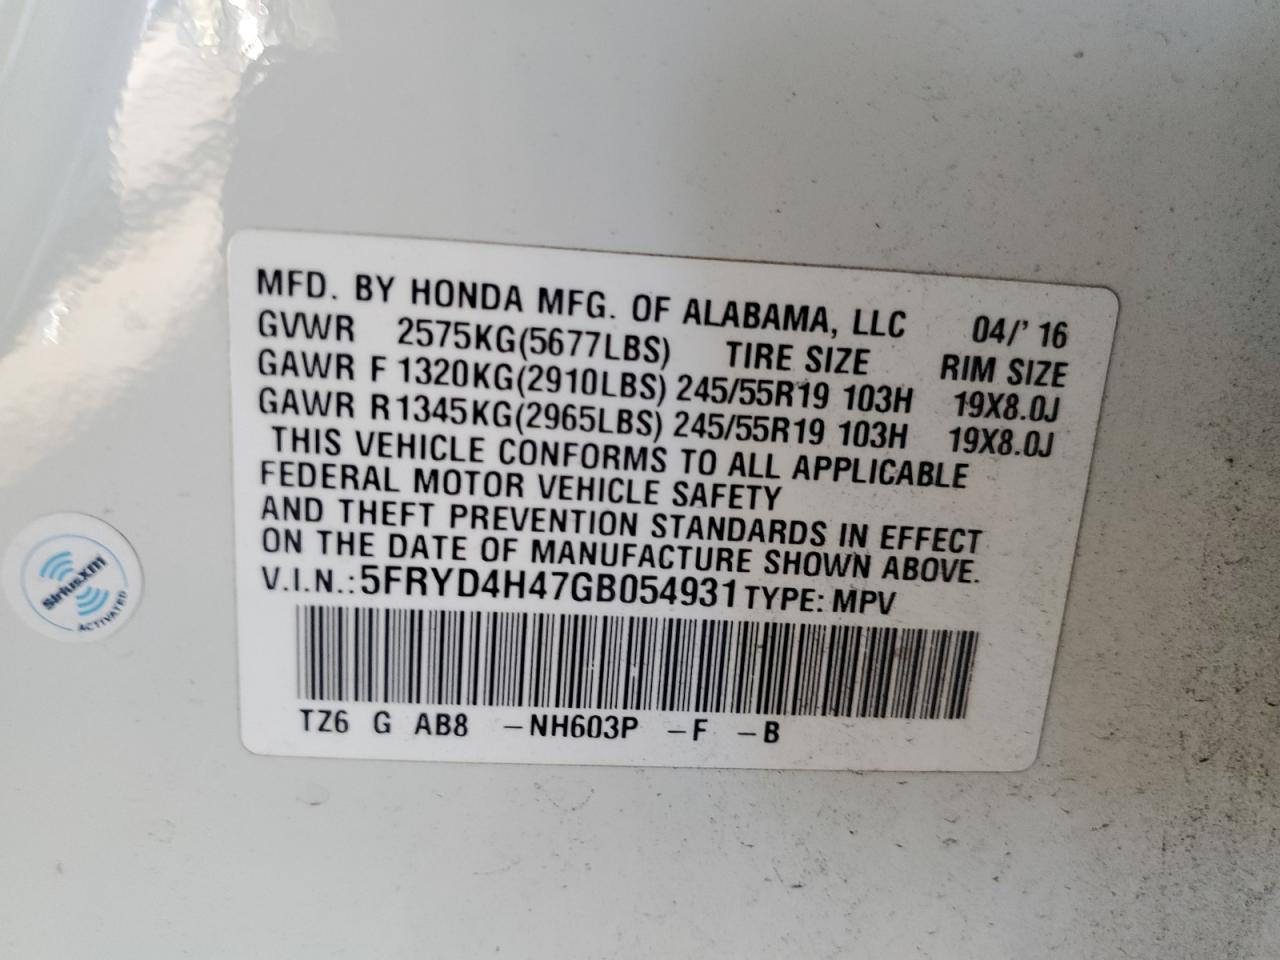 MFD. BY HONDA MFG. OF ALABAMA, LLC 04/' 16
GVWR 2575KG(5677LBS) TIRE SIZE RIM SIZE
GAWR F 1320KG(2910LBS) 245/55R19 103H 19X8.0J
GAWR R1345KG(2965LBS) 245/55R19 103H 19X8.0J
THIS VEHICLE CONFORMS TO ALL APPLICABLE
FEDERAL MOTOR VEHICLE SAFETY
AND THEFT PREVENTION STANDARDS IN EFFECT
ON THE DATE OF MANUFACTURE SHOWN ABOVE.
V.I.N.: 5FRYD4H47GB054931 TYPE: MPV
TZ6 G AB8 -NH603P -F -B
SiriusXM
ACTIVATED